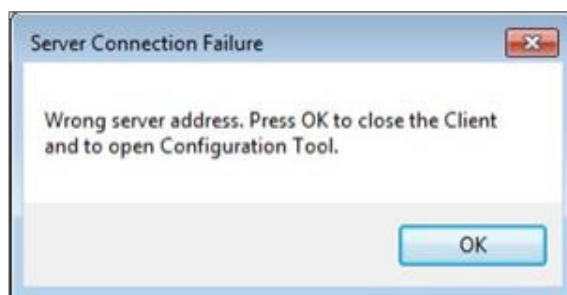 Server Connection Failure
Wrong server address. Press OK to close the Client
and to open Configuration Tool.
OK